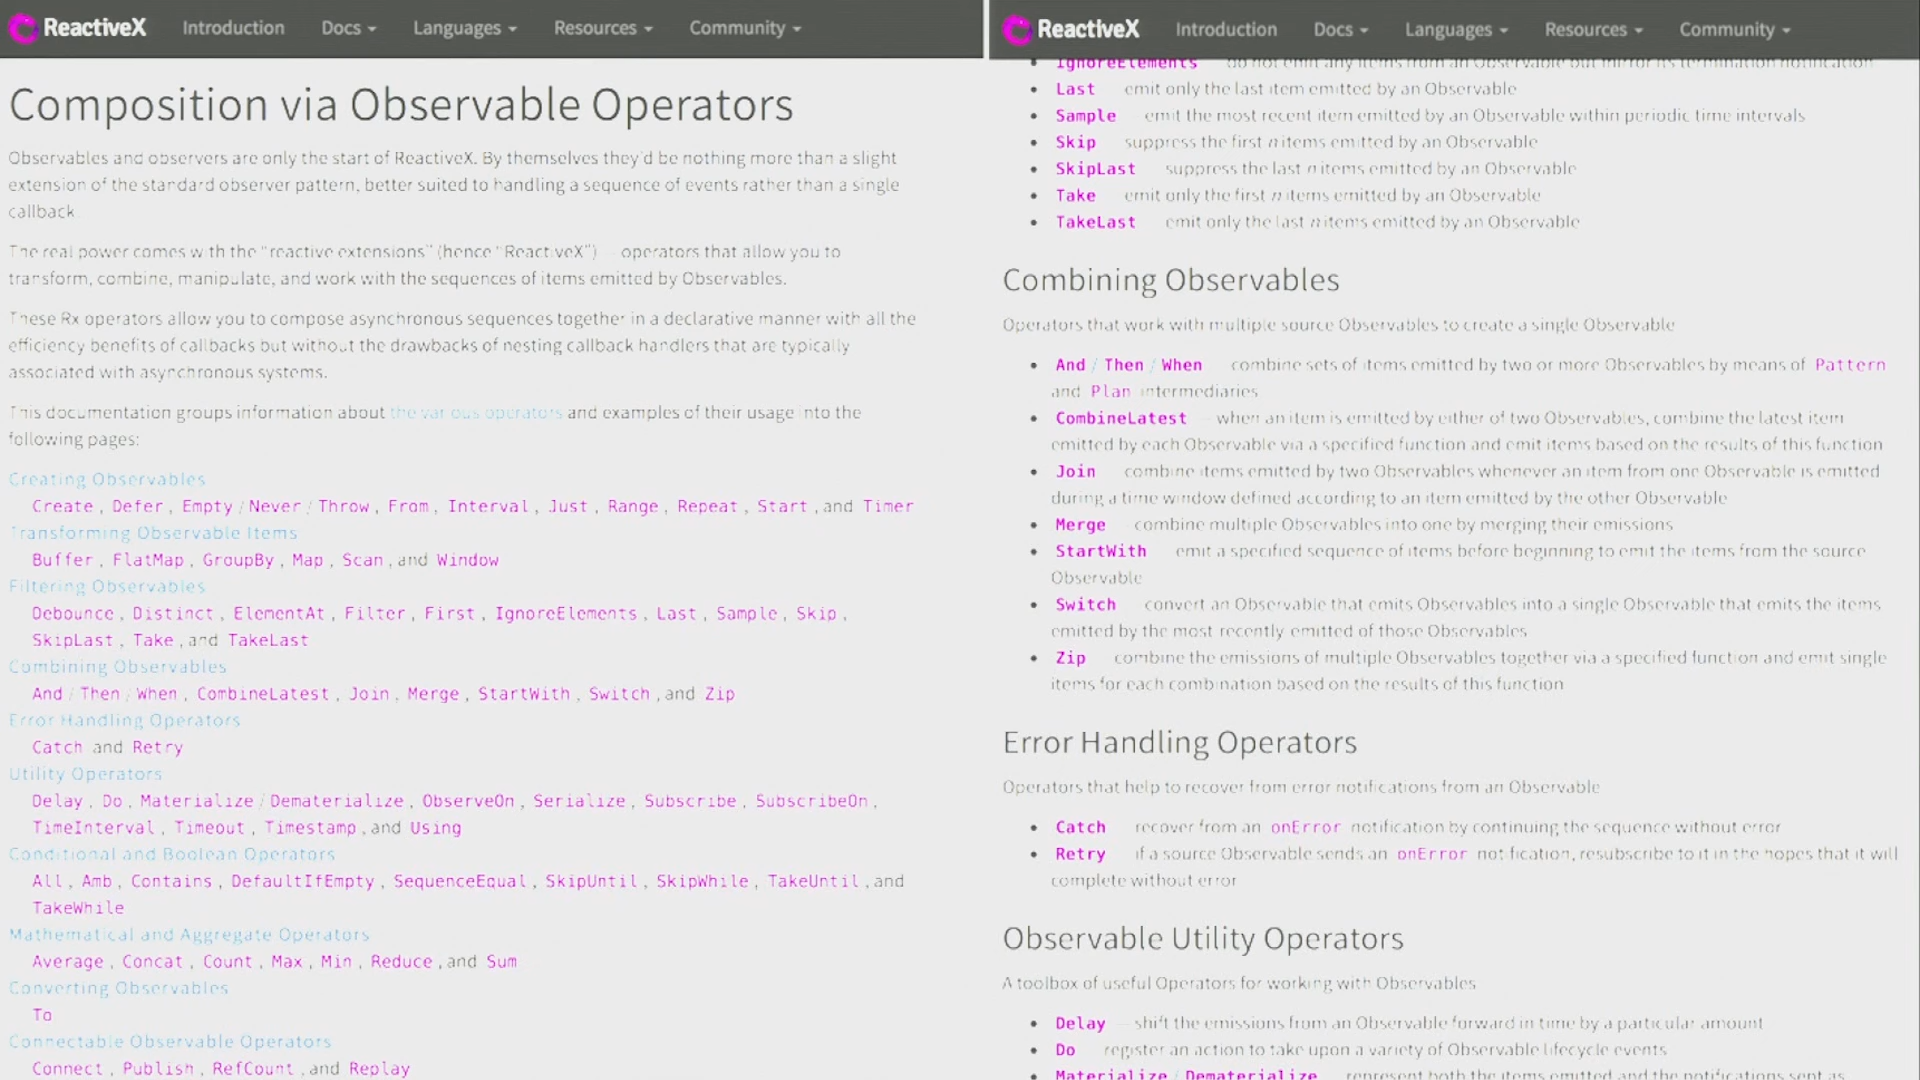 ReactiveX Introduction Docs Languages Resources Community
Composition via Observable Operators
Observables and observers are only the start of ReactiveX. By themselves they'd be nothing more than a slight
extension of the standard observer pattern, better suited to handling a sequence of events rather than a single
callback
The real power comes with the “reactive extensions” (hence “ReactiveX”) — operators that allow you to
transform, combine, manipulate, and work with the sequences of items emitted by Observables.
These Rx operators allow you to compose asynchronous sequences together in a declarative manner with all the
efficiency benefits of callbacks but without the drawbacks of nesting callback handlers that are typically
associated with asynchronous systems.
This documentation groups information about the various operators and examples of their usage into the
following pages:
Creating Observables
Create, Defer, Empty/Never/Throw, From, Interval, Just, Range, Repeat, Start, and Timer
Transforming Observable Items
Buffer, FlatMap, GroupBy, Map, Scan, and Window
Filtering Observables
Debounce, Distinct, ElementAt, Filter, First, IgnoreElements, Last, Sample, Skip,
SkipLast, Take, and TakeLast
Combining Observables
And/Then/When, CombineLatest, Join, Merge, StartWith, Switch, and Zip
Error Handling Operators
Catch and Retry
Utility Operators
Delay, Do, Materialize/Dematerialize, ObserveOn, Serialize, Subscribe, SubscribeOn,
TimeInterval, Timeout, Timestamp, and Using
Conditional and Boolean Operators
All, Amb, Contains, DefaultIfEmpty, SequenceEqual, SkipUntil, SkipWhile, TakeUntil, and
TakeWhile
Mathematical and Aggregate Operators
Average, Concat, Count, Max, Min, Reduce, and Sum
Converting Observables
To
Connectable Observable Operators
Connect, Publish, RefCount, and Replay
ReactiveX Introduction Docs Languages Resources Community
IgnoreElements — do not emit any items from an Observable but mirror its termination notification
Last — emit only the last item emitted by an Observable
Sample — emit the most recent item emitted by an Observable within periodic time intervals
Skip — suppress the first n items emitted by an Observable
SkipLast — suppress the last n items emitted by an Observable
Take — emit only the first n items emitted by an Observable
TakeLast — emit only the last n items emitted by an Observable
Combining Observables
Operators that work with multiple source Observables to create a single Observable
And/Then/When — combine sets of items emitted by two or more Observables by means of Pattern
and Plan intermediaries
CombineLatest — when an item is emitted by either of two Observables, combine the latest item
emitted by each Observable via a specified function and emit items based on the results of this function
Join — combine items emitted by two Observables whenever an item from one Observable is emitted
during a time window defined according to an item emitted by the other Observable
Merge — combine multiple Observables into one by merging their emissions
StartWith — emit a specified sequence of items before beginning to emit the items from the source
Observable
Switch — convert an Observable that emits Observables into a single Observable that emits the items
emitted by the most recently emitted of those Observables
Zip — combine the emissions of multiple Observables together via a specified function and emit single
items for each combination based on the results of this function
Error Handling Operators
Operators that help to recover from error notifications from an Observable
Catch — recover from an onError notification by continuing the sequence without error
Retry — if a source Observable sends an onError notification, resubscribe to it in the hopes that it will
complete without error
Observable Utility Operators
A toolbox of useful Operators for working with Observables
Delay — shift the emissions from an Observable forward in time by a particular amount
Do — register an action to take upon a variety of Observable lifecycle events
Materialize/Dematerialize — represent both the items emitted and the notifications sent as